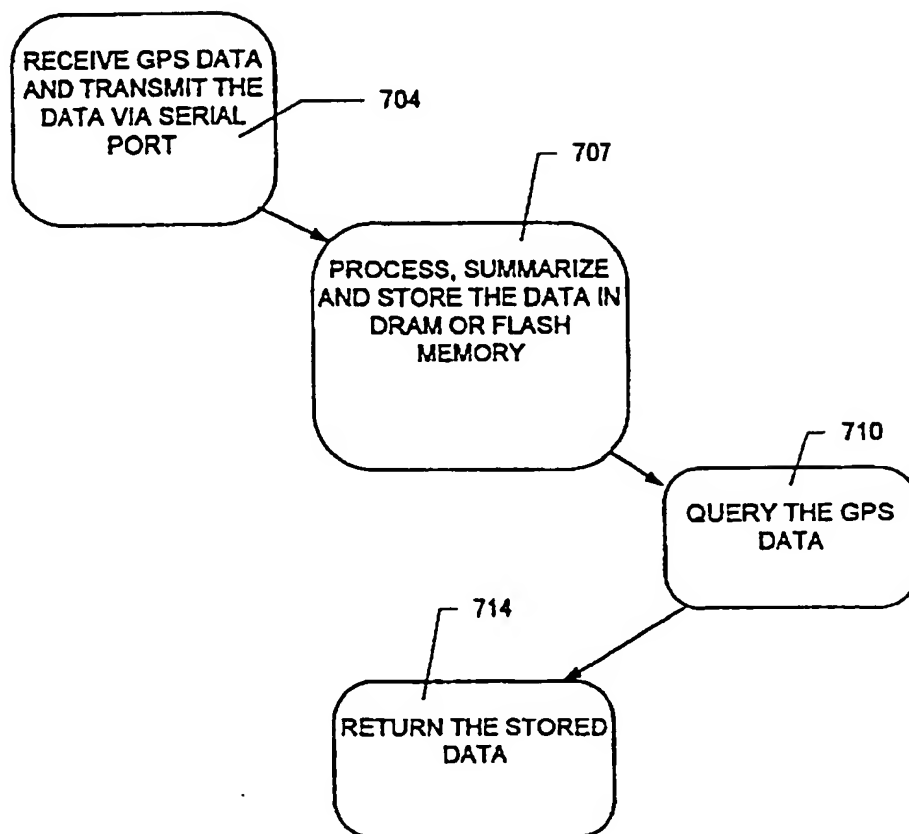 RECEIVE GPS DATA
AND TRANSMIT THE
DATA VIA SERIAL
PORT
704
707
PROCESS, SUMMARIZE
AND STORE THE DATA IN
DRAM OR FLASH
MEMORY
710
QUERY THE GPS
DATA
714
RETURN THE STORED
DATA